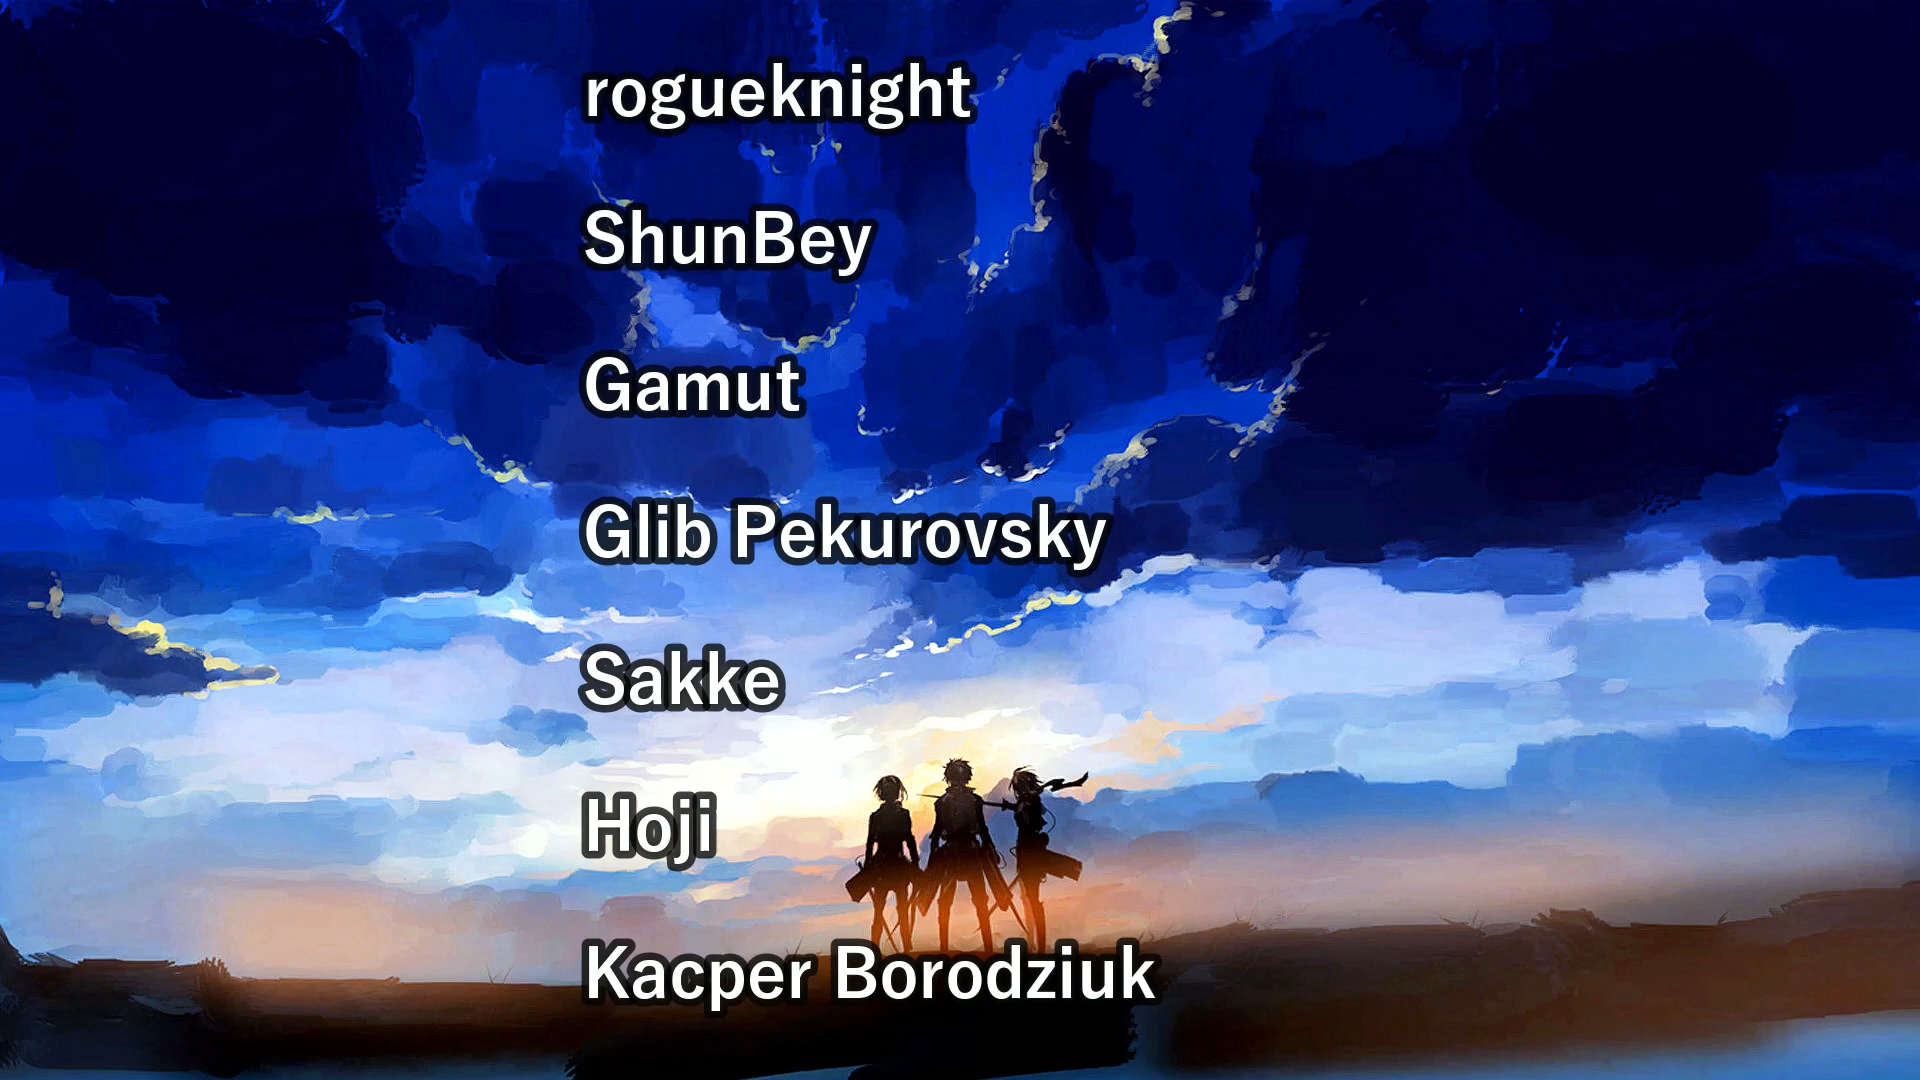 rogueknight
ShunBey
Gamut
Glib Pekurovsky
Sakke
Hoji
Kacper Borodziuk